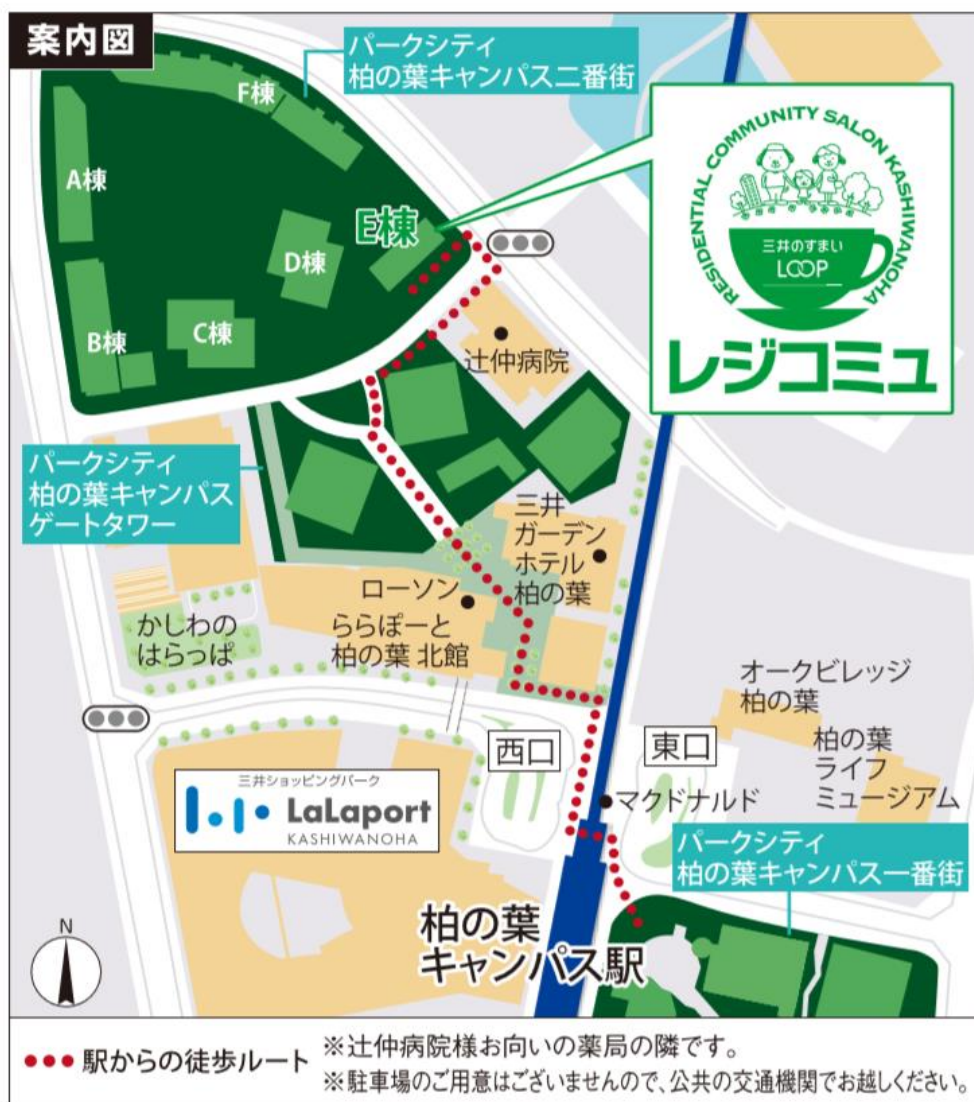 案内図
パークシティ
柏の葉キャンパス二番街
F棟
A棟
E棟
D棟
B棟
C棟
RESIDENTIAL COMMUNITY SALON KASHIWANOHA
三井のすまい
LOOP
レジコミュ
辻仲病院
パークシティ
柏の葉キャンパス
ゲートタワー
三井
ガーデン
ホテル
柏の葉
ローソン
ららぽーと
柏の葉 北館
かしわの
はらっぱ
オークビレッジ
柏の葉
西口
東口
柏の葉
ライフ
ミュージアム
三井ショッピングパーク
LaLaport
KASHIWANOHA
マクドナルド
パークシティ
柏の葉キャンパス一番街
柏の葉
キャンパス駅
N
駅からの徒歩ルート
※辻仲病院様お向いの薬局の隣です。
※駐車場のご用意はございませんので、公共の交通機関でお越しください。